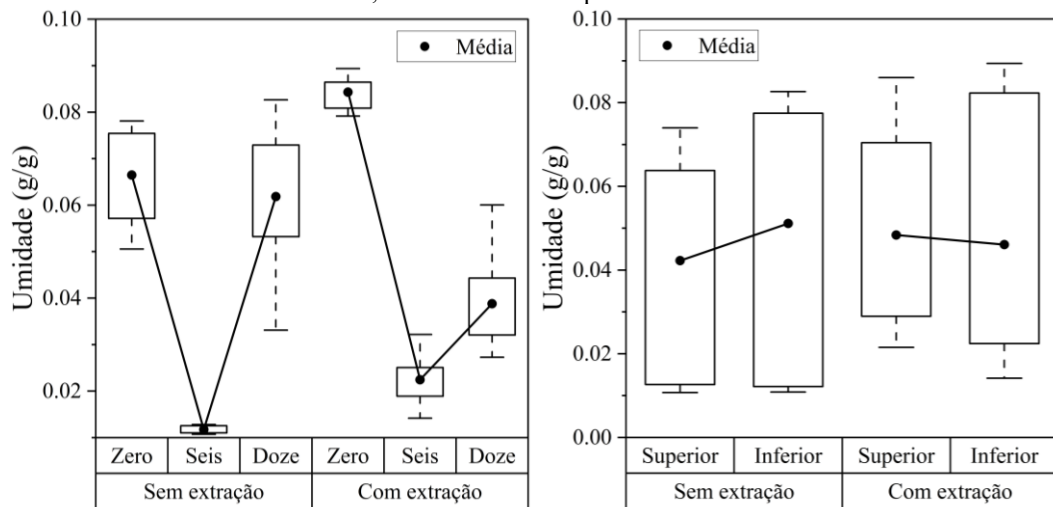 0.10
0.08
0.06
0.04
0.02
Umidade (g/g)
Média
Zero Seis Doze Zero Seis Doze
Sem extração Com extração
0.10
0.08
0.06
0.04
0.02
0.00
Umidade (g/g)
Média
Superior Inferior Superior Inferior
Sem extração Com extração